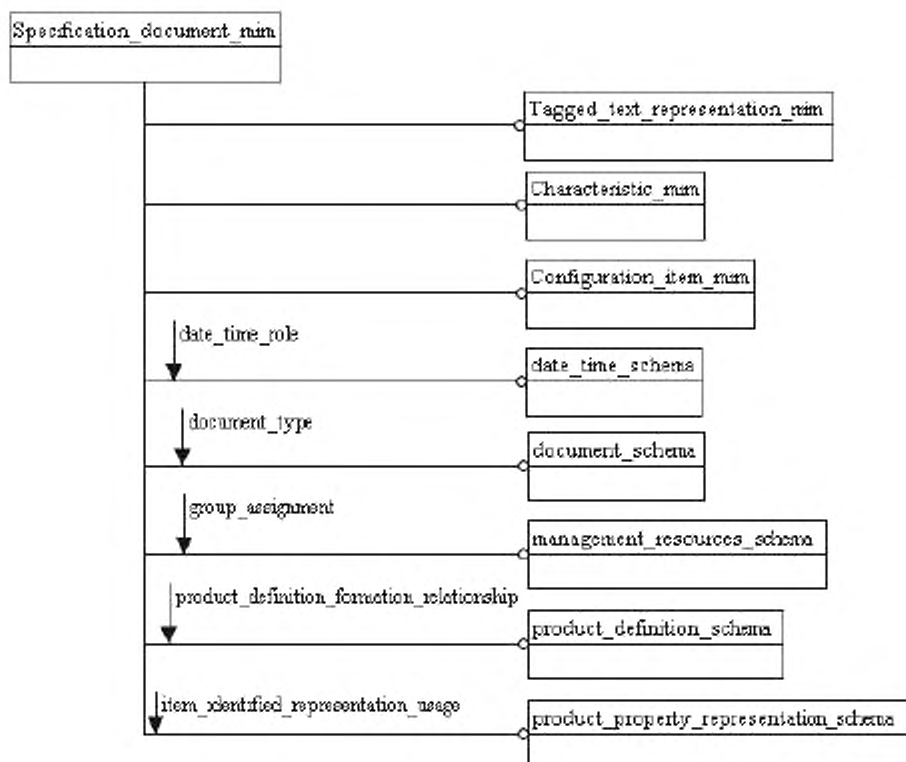 Specification_document_mim
Tagged_text_representation_mim
Characteristic_mim
Configuration_item_mim
date_time_role
date_time_schema
document_type
document_schema
group_assignment
management_resources_schema
product_definition_formation_relationship
product_definition_schema
item_identified_representation_usage
product_property_representation_schema